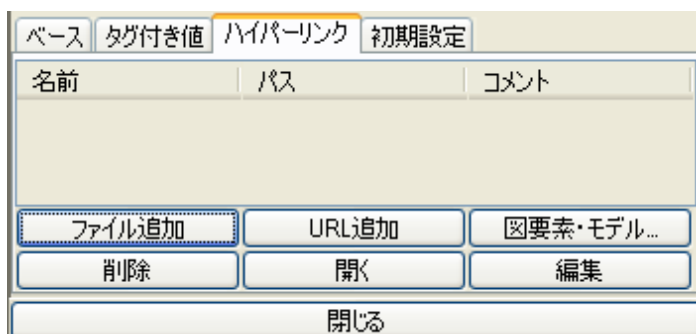 ベース タグ付き値 ハイパーリンク 初期設定
名前 パス コメント
ファイル追加 URL追加 図要素・モデル...
削除 開く 編集
閉じる